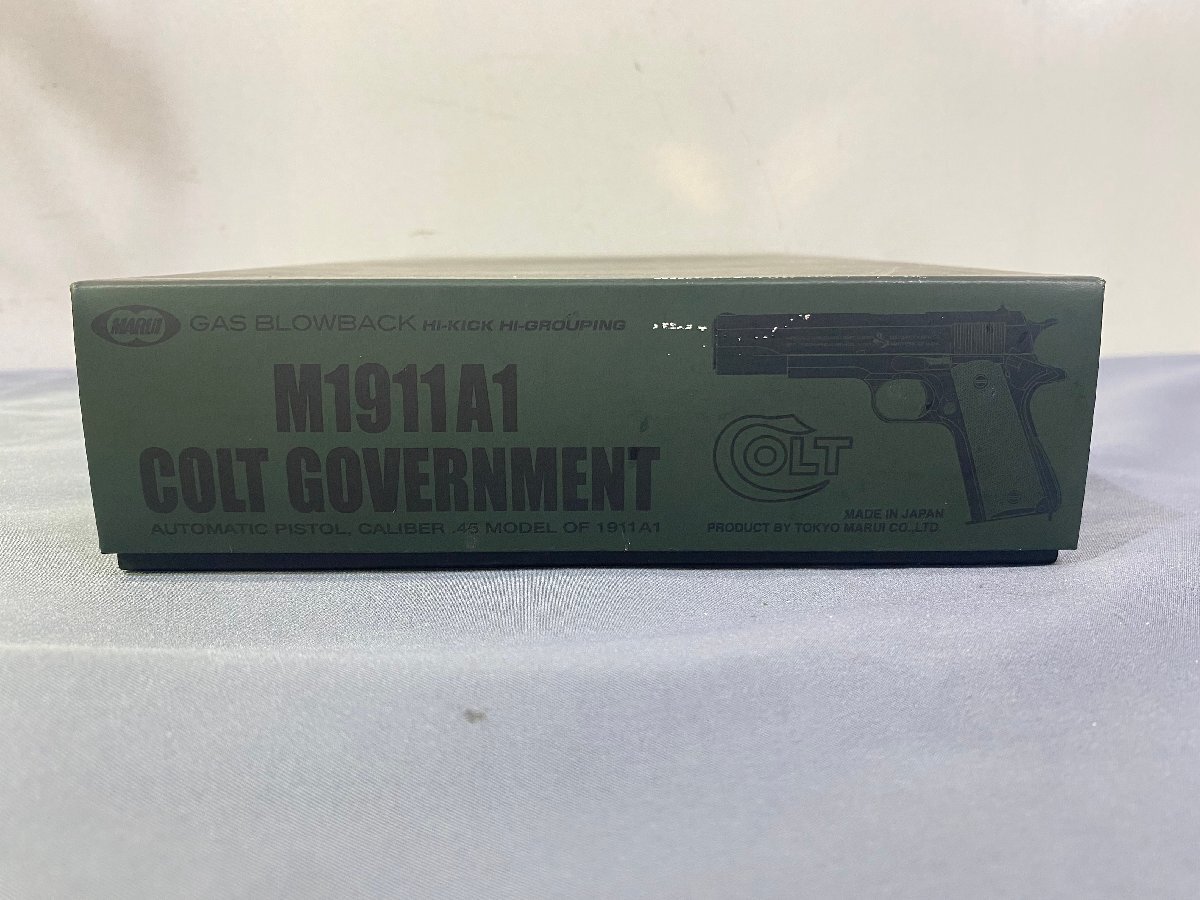 MARUI GAS BLOWBACK HI-KICK HI-GROUPING
M1911A1
COLT GOVERNMENT
AUTOMATIC PISTOL, CALIBER .45 MODEL OF 1911A1
COLT
MADE IN JAPAN
PRODUCT BY TOKYO MARUI CO.,LTD